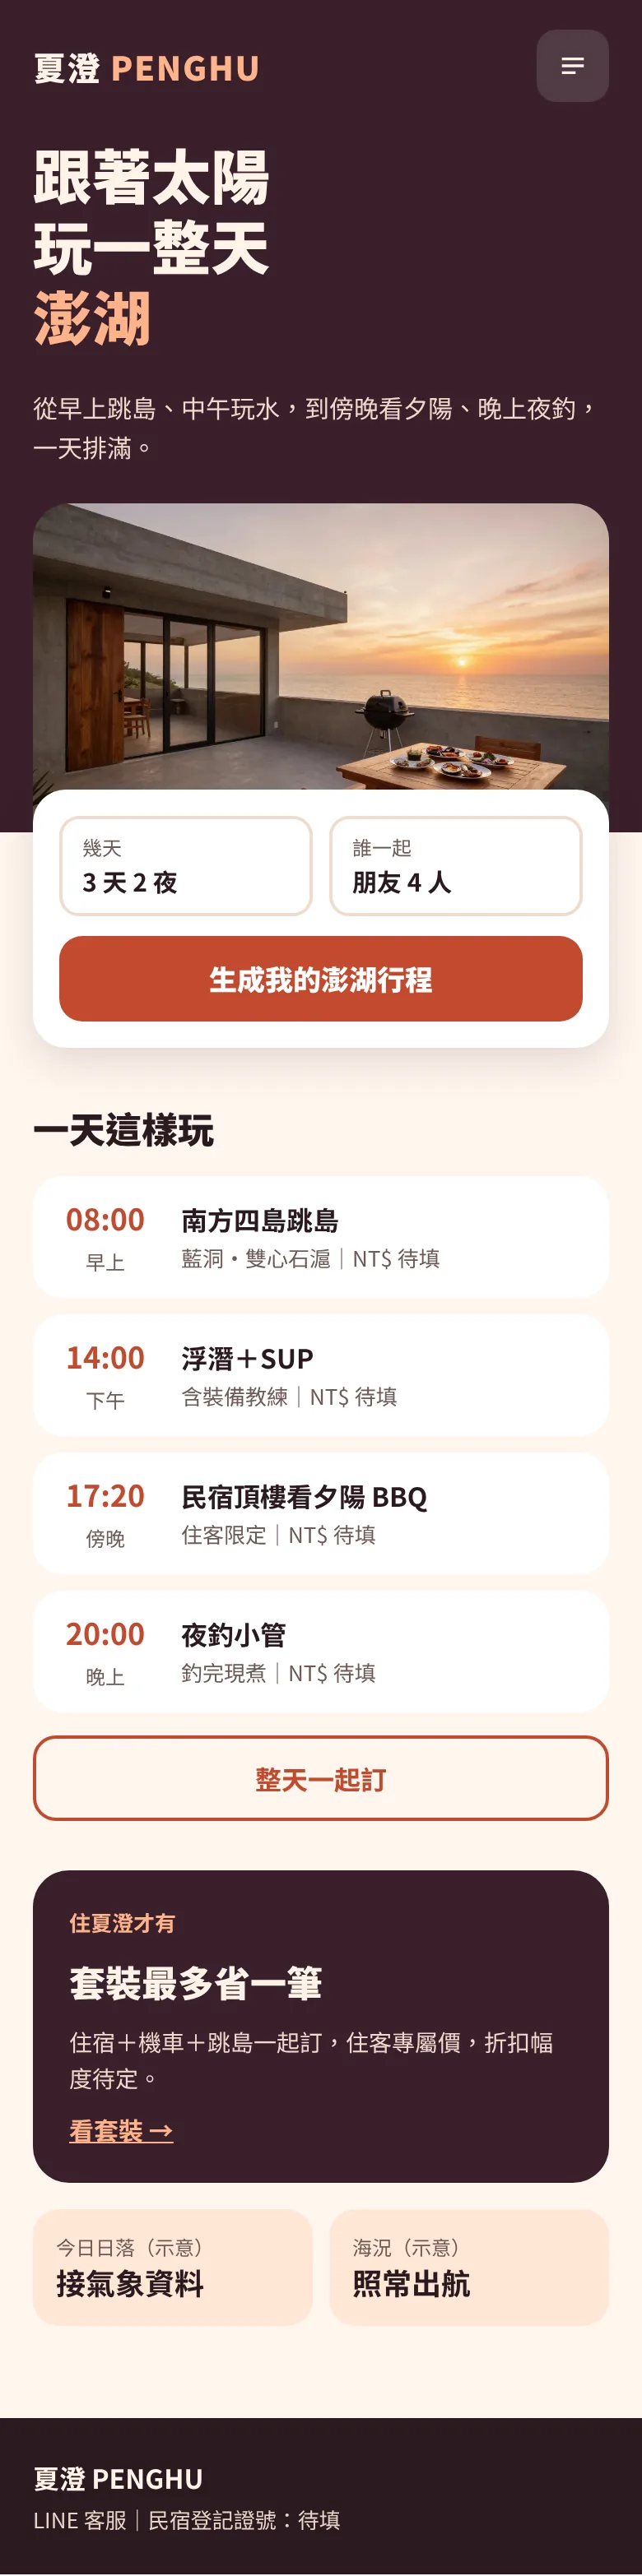 夏澄 PENGHU
跟著太陽
玩一整天
澎湖
從早上跳島、中午玩水，到傍晚看夕陽、晚上夜釣，
一天排滿。
幾天
3 天 2 夜
誰一起
朋友 4 人
生成我的澎湖行程
一天這樣玩
08:00
早上
南方四島跳島
藍洞・雙心石滬｜NT$ 待填
14:00
下午
浮潛＋SUP
含裝備教練｜NT$ 待填
17:20
傍晚
民宿頂樓看夕陽 BBQ
住客限定｜NT$ 待填
20:00
晚上
夜釣小管
釣完現煮｜NT$ 待填
整天一起訂
住夏澄才有
套裝最多省一筆
住宿＋機車＋跳島一起訂，住客專屬價，折扣幅
度待定。
看套裝 →
今日日落（示意）
接氣象資料
海況（示意）
照常出航
夏澄 PENGHU
LINE 客服｜民宿登記證號：待填